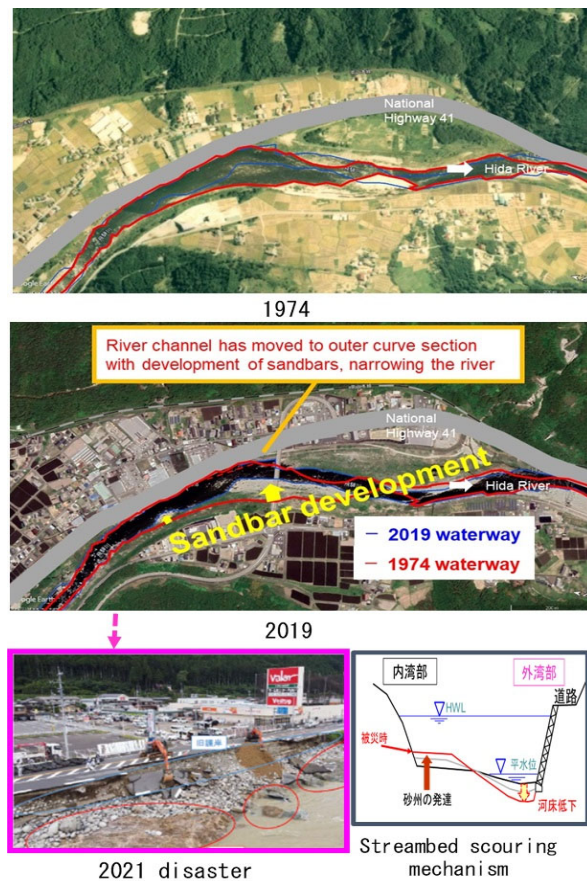 National
Highway 41
Hida River
1974
River channel has moved to outer curve section
with development of sandbars, narrowing the river
National
Highway 41
Hida River
Sandbar development
2019 waterway
1974 waterway
Google Earth
2019
Valor
2021 disaster
内湾部
外湾部
道路
HWL
被災時
平水位
砂州の発達
河床低下
Streambed scouring
mechanism